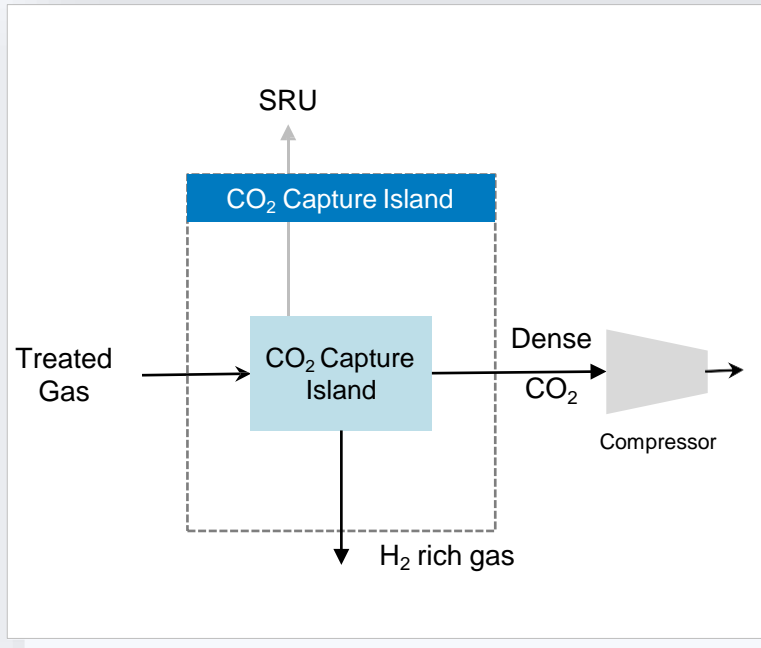 SRU
CO₂ Capture Island
Treated
Gas
CO₂ Capture
Island
Dense
CO₂
Compressor
H₂ rich gas